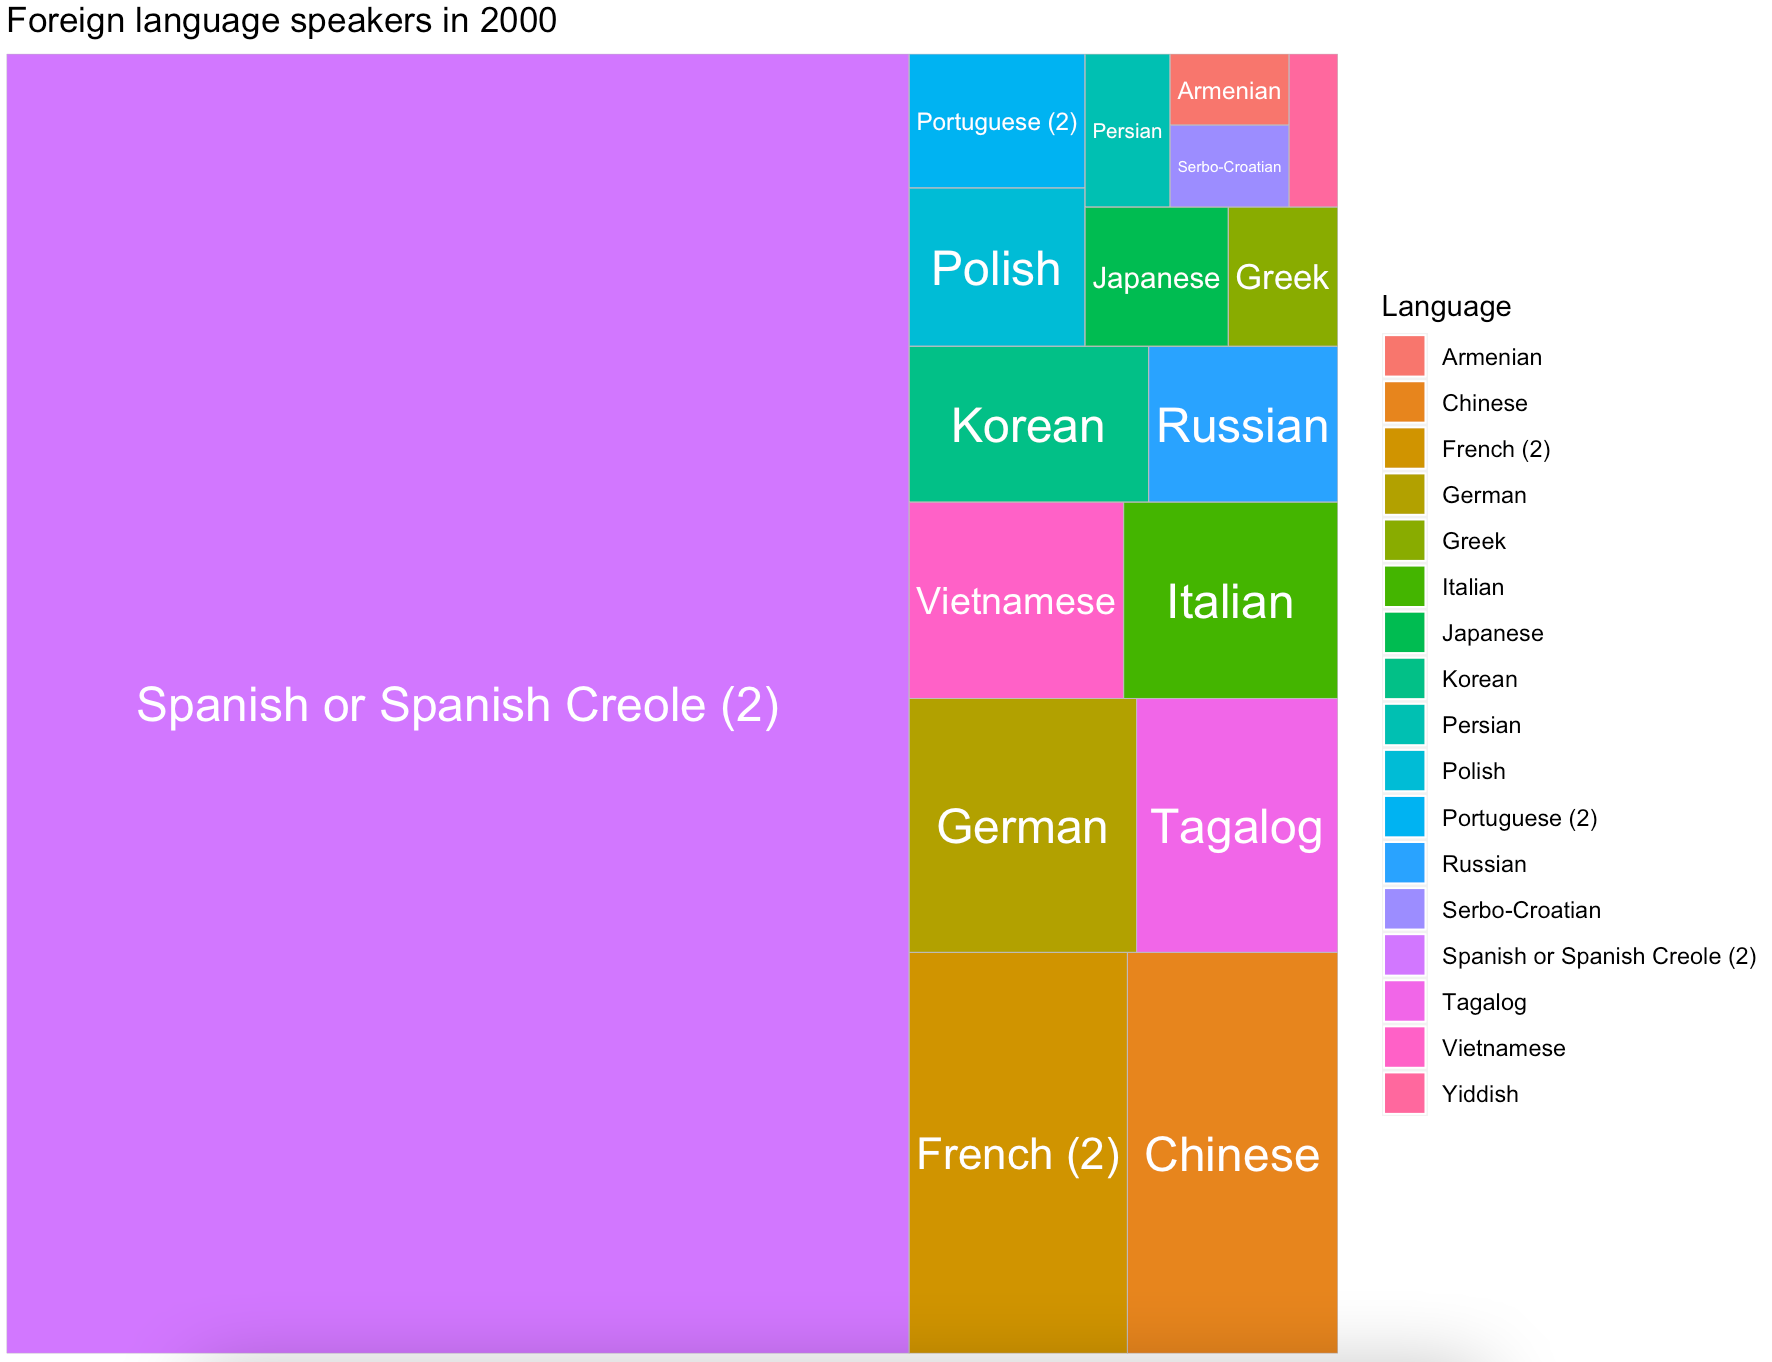 Foreign language speakers in 2000
Spanish or Spanish Creole (2)
Portuguese (2)
Persian
Armenian
Serbo-Croatian
Polish
Japanese
Greek
Korean
Russian
Vietnamese
Italian
German
Tagalog
French (2)
Chinese
Language
Armenian
Chinese
French (2)
German
Greek
Italian
Japanese
Korean
Persian
Polish
Portuguese (2)
Russian
Serbo-Croatian
Spanish or Spanish Creole (2)
Tagalog
Vietnamese
Yiddish